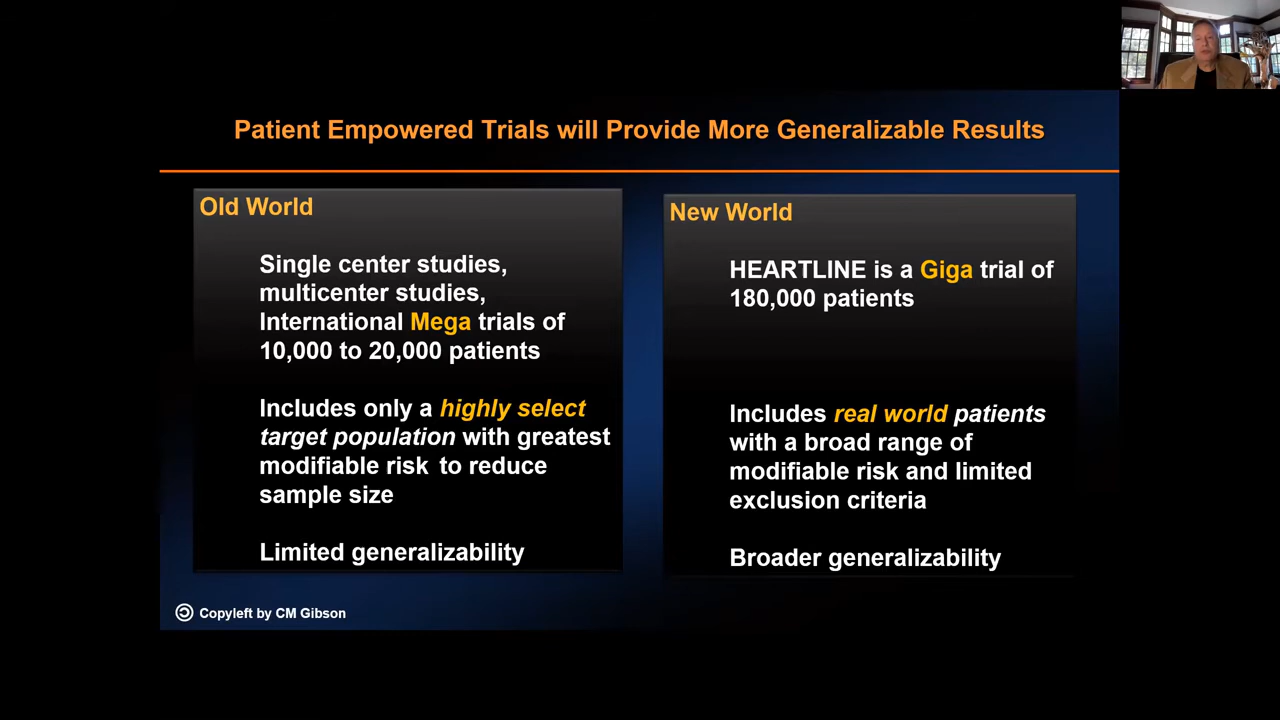 Patient Empowered Trials will Provide More Generalizable Results
Old World
Single center studies,
multicenter studies,
International Mega trials of
10,000 to 20,000 patients
Includes only a highly select
target population with greatest
modifiable risk to reduce
sample size
Limited generalizability
New World
HEARTLINE is a Giga trial of
180,000 patients
Includes real world patients
with a broad range of
modifiable risk and limited
exclusion criteria
Broader generalizability
Copyleft by CM Gibson